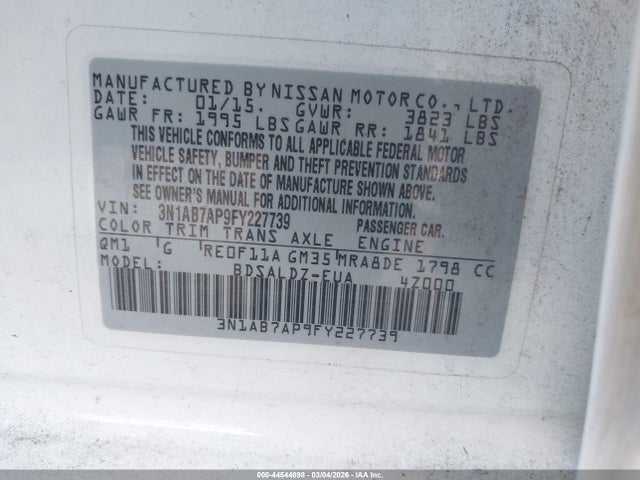 MANUFACTURED BY NISSAN MOTOR CO., LTD.
DATE: 01/15. GVWR: 3823 LBS
GAWR FR: 1995 LBS GAWR RR: 1841 LBS
THIS VEHICLE CONFORMS TO ALL APPLICABLE FEDERAL MOTOR
VEHICLE SAFETY, BUMPER AND THEFT PREVENTION STANDARDS
IN EFFECT ON THE DATE OF MANUFACTURE SHOWN ABOVE.
SEE OWNER'S MANUAL FOR ADDITIONAL INFORMATION.
VIN: 3N1AB7AP9FY227739 PASSENGER CAR.
COLOR TRIM TRANS AXLE ENGINE
QM1 G RE0F11A GM35 MRA8DE 1798 CC
MODEL: BDSALDZ-EUA 4Z000
3N1AB7AP9FY227739
000-44544898 - 03/04/2026 - IAA, Inc.